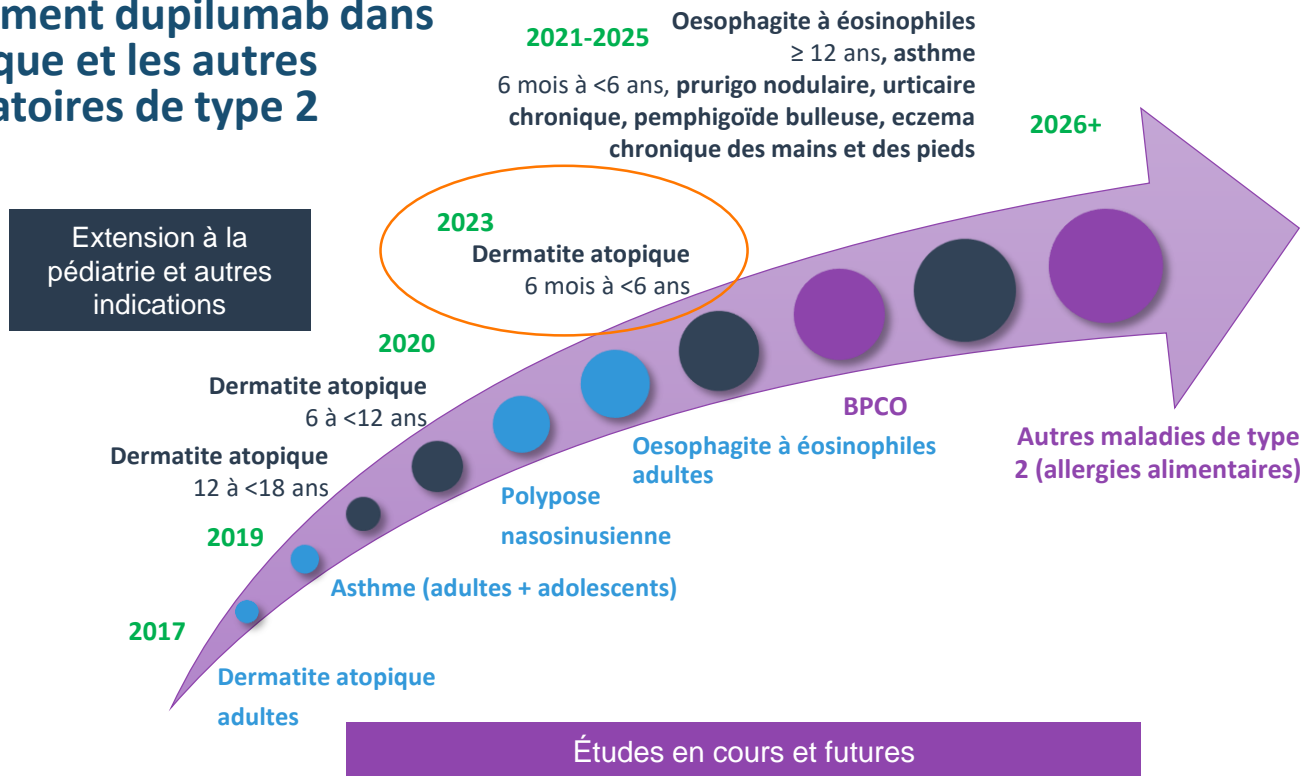 ment dupilumab dans
que et les autres
atoires de type 2
2021-2025
Oesophagite à éosinophiles
≥ 12 ans, asthme
6 mois à <6 ans, prurigo nodulaire, urticaire
chronique, pemphigoïde bulleuse, eczema
chronique des mains et des pieds
2026+
Extension à la
pédiatrie et autres
indications
2023
Dermatite atopique
6 mois à <6 ans
2020
Dermatite atopique
6 à <12 ans
Dermatite atopique
12 à <18 ans
2019
2017
BPCO
Autres maladies de type
2 (allergies alimentaires)
Oesophagite à éosinophiles
adultes
Polypose
nasosinusienne
Asthme (adultes + adolescents)
Dermatite atopique
adultes
Études en cours et futures